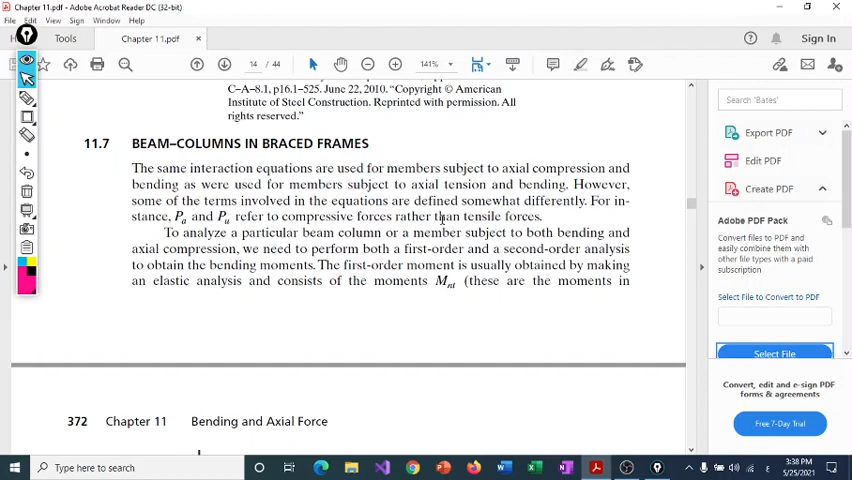 Chapter 11.pdf - Adobe Acrobat Reader DC (32-bit)
File Edit View Sign Window Help
Tools Chapter 11.pdf × Sign In
14 / 44 141%
C–A–8.1, p16.1–525. June 22, 2010. “Copyright © American
Institute of Steel Construction. Reprinted with permission. All
rights reserved.”
11.7 BEAM–COLUMNS IN BRACED FRAMES
The same interaction equations are used for members subject to axial compression and
bending as were used for members subject to axial tension and bending. However,
some of the terms involved in the equations are defined somewhat differently. For in-
stance, Pa and Pu refer to compressive forces rather than tensile forces.
To analyze a particular beam column or a member subject to both bending and
axial compression, we need to perform both a first-order and a second-order analysis
to obtain the bending moments. The first-order moment is usually obtained by making
an elastic analysis and consists of the moments Mnt (these are the moments in
372 Chapter 11 Bending and Axial Force
Search 'Bates'
Export PDF
Edit PDF
Create PDF
Adobe PDF Pack
Convert files to PDF and
easily combine them
with other file types with a paid
subscription
Select File to Convert to PDF
Select File
Convert, edit and e-sign PDF
forms & agreements
Free 7-Day Trial
Type here to search
3:38 PM
5/25/2021